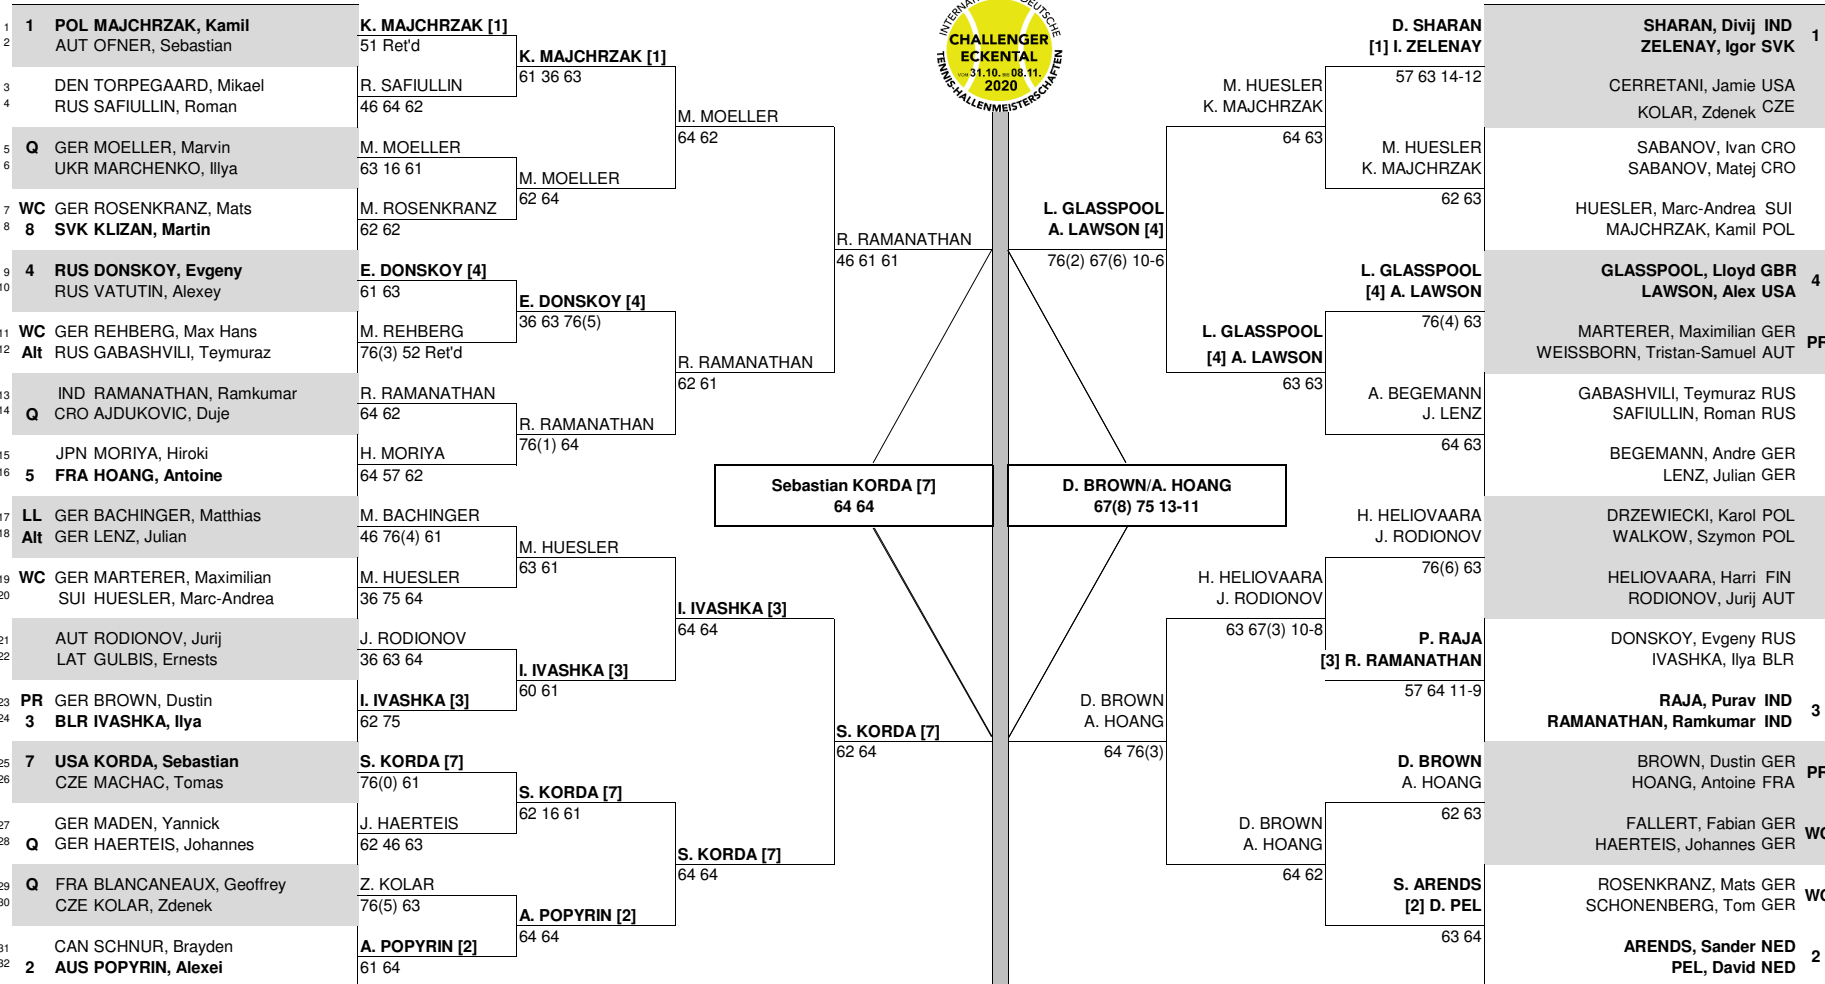 INTERNATIONALE DEUTSCHE
CHALLENGER
ECKENTAL
VOM 31.10. BIS 08.11.
2020
TENNIS-HALLENMEISTERSCHAFTEN
1 1 POL MAJCHRZAK, Kamil
2 AUT OFNER, Sebastian
3 DEN TORPEGAARD, Mikael
4 RUS SAFIULLIN, Roman
5 Q GER MOELLER, Marvin
6 UKR MARCHENKO, Illya
7 WC GER ROSENKRANZ, Mats
8 8 SVK KLIZAN, Martin
9 4 RUS DONSKOY, Evgeny
10 RUS VATUTIN, Alexey
11 WC GER REHBERG, Max Hans
12 Alt RUS GABASHVILI, Teymuraz
13 IND RAMANATHAN, Ramkumar
14 Q CRO AJDUKOVIC, Duje
15 JPN MORIYA, Hiroki
16 5 FRA HOANG, Antoine
17 LL GER BACHINGER, Matthias
18 Alt GER LENZ, Julian
19 WC GER MARTERER, Maximilian
20 SUI HUESLER, Marc-Andrea
21 AUT RODIONOV, Jurij
22 LAT GULBIS, Ernests
23 PR GER BROWN, Dustin
24 3 BLR IVASHKA, Ilya
25 7 USA KORDA, Sebastian
26 CZE MACHAC, Tomas
27 GER MADEN, Yannick
28 Q GER HAERTEIS, Johannes
29 Q FRA BLANCANEAUX, Geoffrey
30 CZE KOLAR, Zdenek
31 CAN SCHNUR, Brayden
32 2 AUS POPYRIN, Alexei
K. MAJCHRZAK [1]
51 Ret'd
R. SAFIULLIN
46 64 62
M. MOELLER
63 16 61
M. ROSENKRANZ
62 62
E. DONSKOY [4]
61 63
M. REHBERG
76(3) 52 Ret'd
R. RAMANATHAN
64 62
H. MORIYA
64 57 62
M. BACHINGER
46 76(4) 61
M. HUESLER
36 75 64
J. RODIONOV
36 63 64
I. IVASHKA [3]
62 75
S. KORDA [7]
76(0) 61
J. HAERTEIS
62 46 63
Z. KOLAR
76(5) 63
A. POPYRIN [2]
61 64
K. MAJCHRZAK [1]
61 36 63
M. MOELLER
62 64
E. DONSKOY [4]
36 63 76(5)
R. RAMANATHAN
76(1) 64
M. HUESLER
63 61
I. IVASHKA [3]
60 61
S. KORDA [7]
62 16 61
A. POPYRIN [2]
64 64
M. MOELLER
64 62
R. RAMANATHAN
62 61
I. IVASHKA [3]
64 64
S. KORDA [7]
64 64
R. RAMANATHAN
46 61 61
S. KORDA [7]
62 64
Sebastian KORDA [7]
64 64
D. BROWN/A. HOANG
67(8) 75 13-11
L. GLASSPOOL
A. LAWSON [4]
76(2) 67(6) 10-6
D. BROWN
A. HOANG
64 76(3)
M. HUESLER
K. MAJCHRZAK
64 63
L. GLASSPOOL
[4] A. LAWSON
63 63
H. HELIOVAARA
J. RODIONOV
63 67(3) 10-8
D. BROWN
A. HOANG
64 62
D. SHARAN
[1] I. ZELENAY
57 63 14-12
M. HUESLER
K. MAJCHRZAK
62 63
L. GLASSPOOL
[4] A. LAWSON
76(4) 63
A. BEGEMANN
J. LENZ
64 63
H. HELIOVAARA
J. RODIONOV
76(6) 63
P. RAJA
[3] R. RAMANATHAN
57 64 11-9
D. BROWN
A. HOANG
62 63
S. ARENDS
[2] D. PEL
63 64
SHARAN, Divij IND 1
ZELENAY, Igor SVK
CERRETANI, Jamie USA
KOLAR, Zdenek CZE
SABANOV, Ivan CRO
SABANOV, Matej CRO
HUESLER, Marc-Andrea SUI
MAJCHRZAK, Kamil POL
GLASSPOOL, Lloyd GBR 4
LAWSON, Alex USA
MARTERER, Maximilian GER PR
WEISSBORN, Tristan-Samuel AUT
GABASHVILI, Teymuraz RUS
SAFIULLIN, Roman RUS
BEGEMANN, Andre GER
LENZ, Julian GER
DRZEWIECKI, Karol POL
WALKOW, Szymon POL
HELIOVAARA, Harri FIN
RODIONOV, Jurij AUT
DONSKOY, Evgeny RUS
IVASHKA, Ilya BLR
RAJA, Purav IND 3
RAMANATHAN, Ramkumar IND
BROWN, Dustin GER PR
HOANG, Antoine FRA
FALLERT, Fabian GER WC
HAERTEIS, Johannes GER
ROSENKRANZ, Mats GER WC
SCHONENBERG, Tom GER
ARENDS, Sander NED 2
PEL, David NED